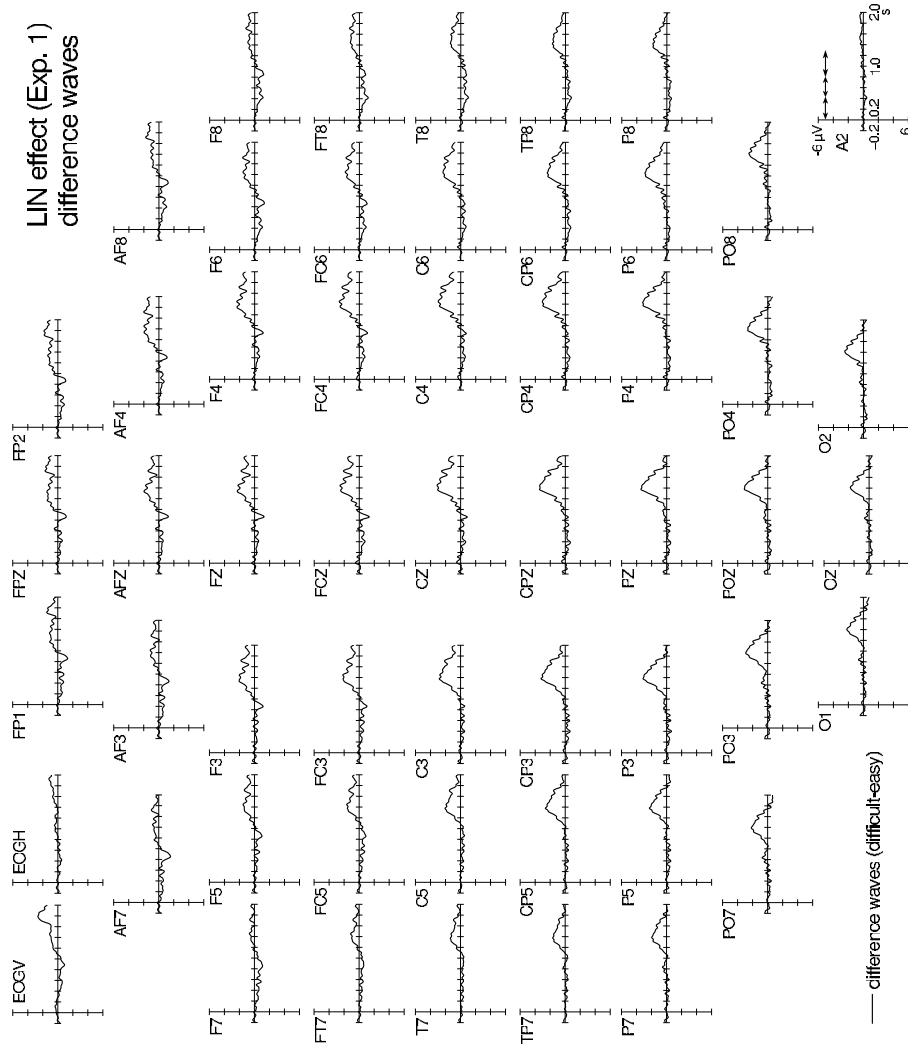 LIN effect (Exp. 1)
difference waves
EOGV EOGH FP1 FPZ FP2
AF7 AF3 AFZ AF4 AF8
F7 F5 F3 FZ F4 F6 F8
FT7 FC5 FC3 FCZ FC4 FC6 FT8
T7 C5 C3 CZ C4 C6 T8
TP7 CP5 CP3 CPZ CP4 CP6 TP8
P7 P5 P3 PZ P4 P6 P8
PO7 PO3 POZ PO4 PO8
O1 OZ O2
-6 µV
A2
-0.2 0.2 1.0 2.0
s
6
difference waves (difficult-easy)